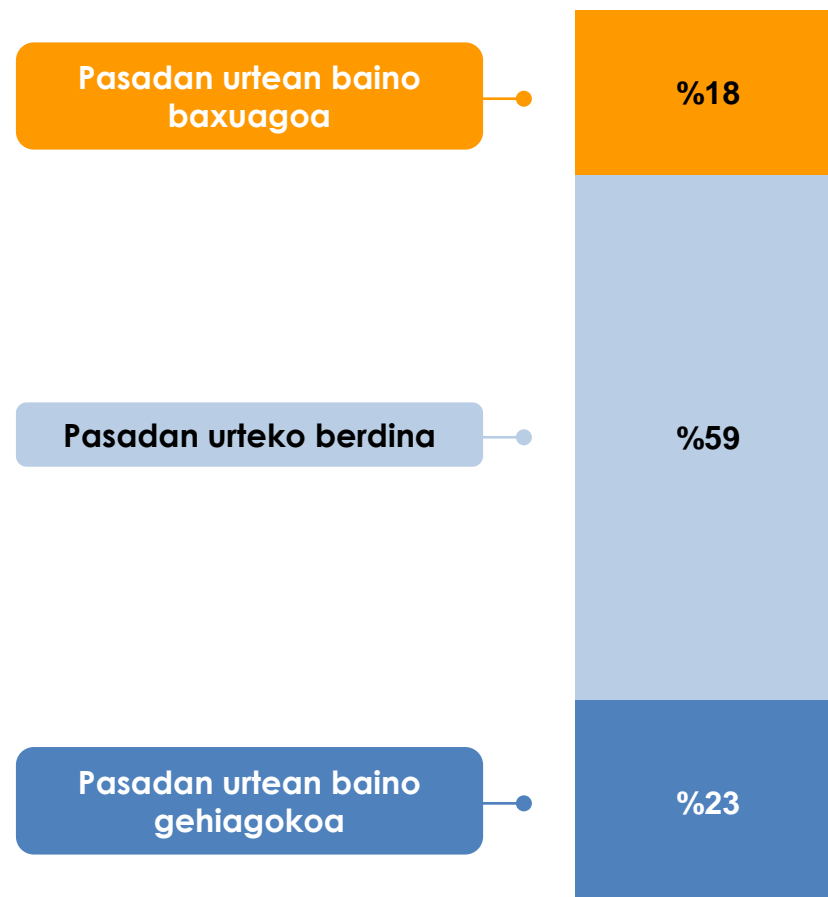 Pasadan urtean baino
baxuagoa
%18
Pasadan urteko berdina
%59
Pasadan urtean baino
gehiagokoa
%23